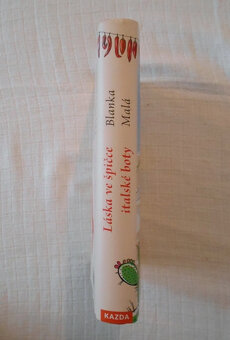 Blanka
Malá
Láska ve špičce
italské boty
KAZDA